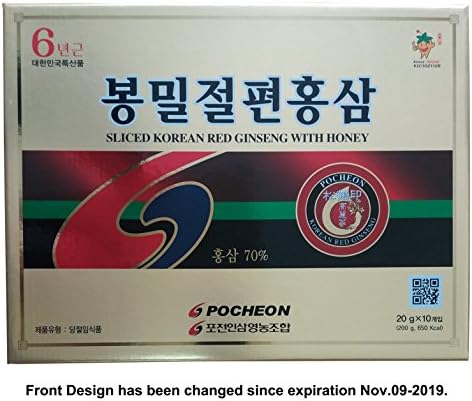 6년근
대한민국특산품
봉밀절편홍삼
SLICED KOREAN RED GINSENG WITH HONEY
POCHEON
KOREAN RED GINSENG
홍삼 70%
POCHEON
포천인삼영농조합
제품유형 : 당절임식품
20 g×10개입
(200 g, 650 Kcal)
Front Design has been changed since expiration Nov.09-2019.